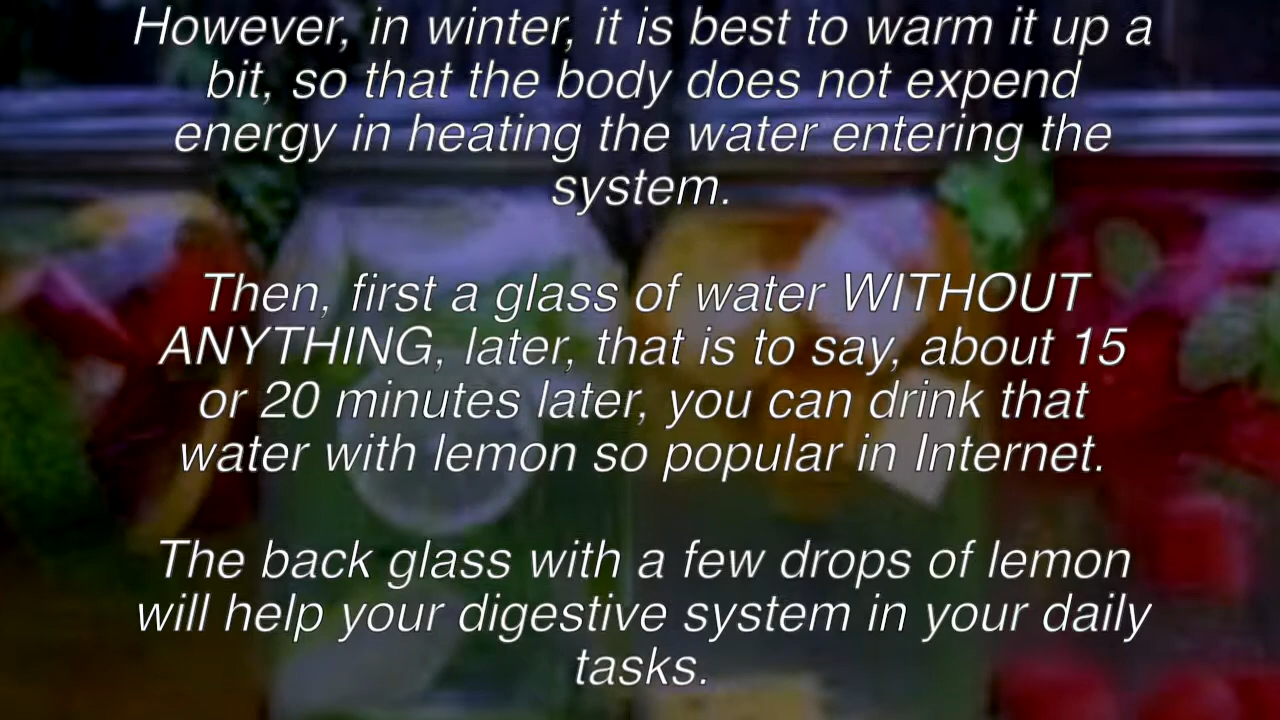 However, in winter, it is best to warm it up a
bit, so that the body does not expend
energy in heating the water entering the
system.
Then, first a glass of water WITHOUT
ANYTHING, later, that is to say, about 15
or 20 minutes later, you can drink that
water with lemon so popular in Internet.
The back glass with a few drops of lemon
will help your digestive system in your daily
tasks.